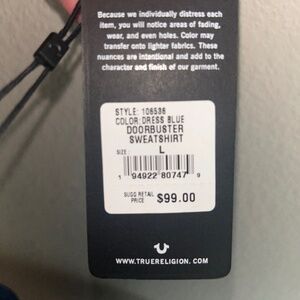 Because we individually distress each
item, you will notice areas of fading,
wear, and even holes. Color may
transfer onto lighter fabrics. These
nuances are intentional and add to the
character and finish of our garment.
STYLE: 106536
COLOR: DRESS BLUE
DOORBUSTER
SWEATSHIRT
SIZE: L
1 94922 80747 9
SUGG RETAIL
PRICE $99.00
WWW.TRUERELIGION.COM